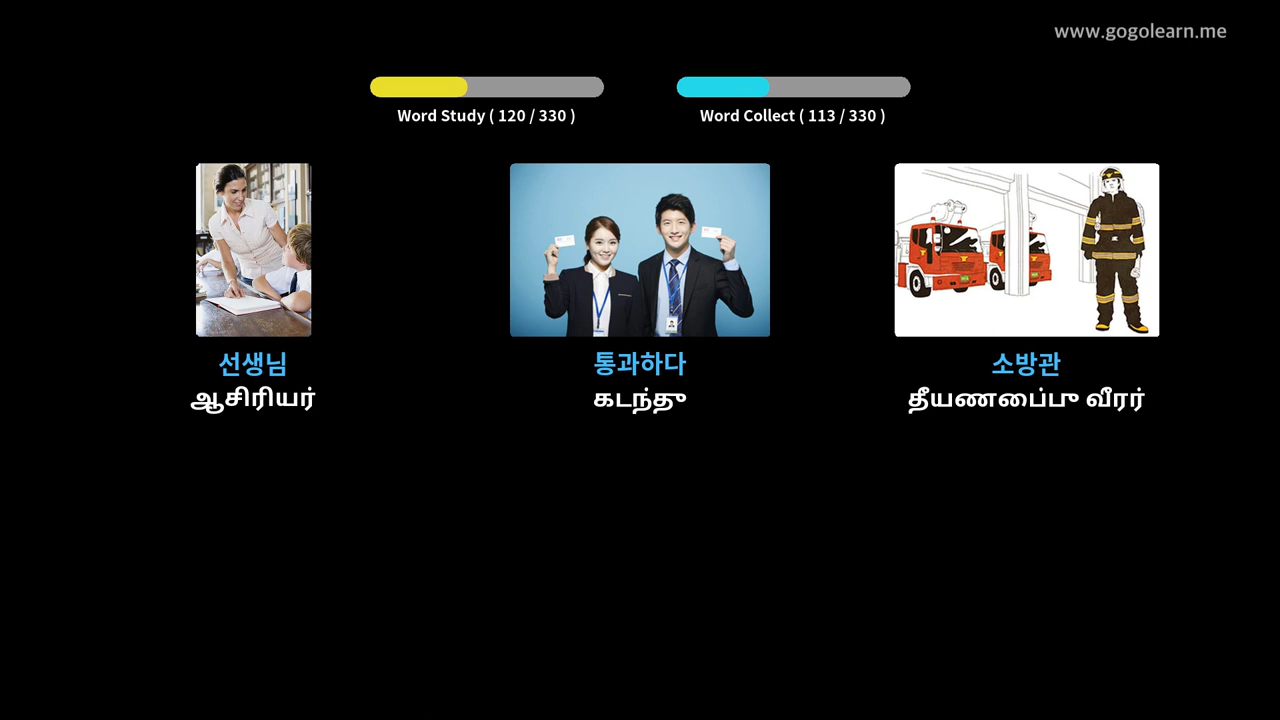 www.gogolearn.me
Word Study ( 120 / 330 )
Word Collect ( 113 / 330 )
선생님
ஆசிரியர்
통과하다
கடந்து
소방관
தீயணைப்பு வீரர்